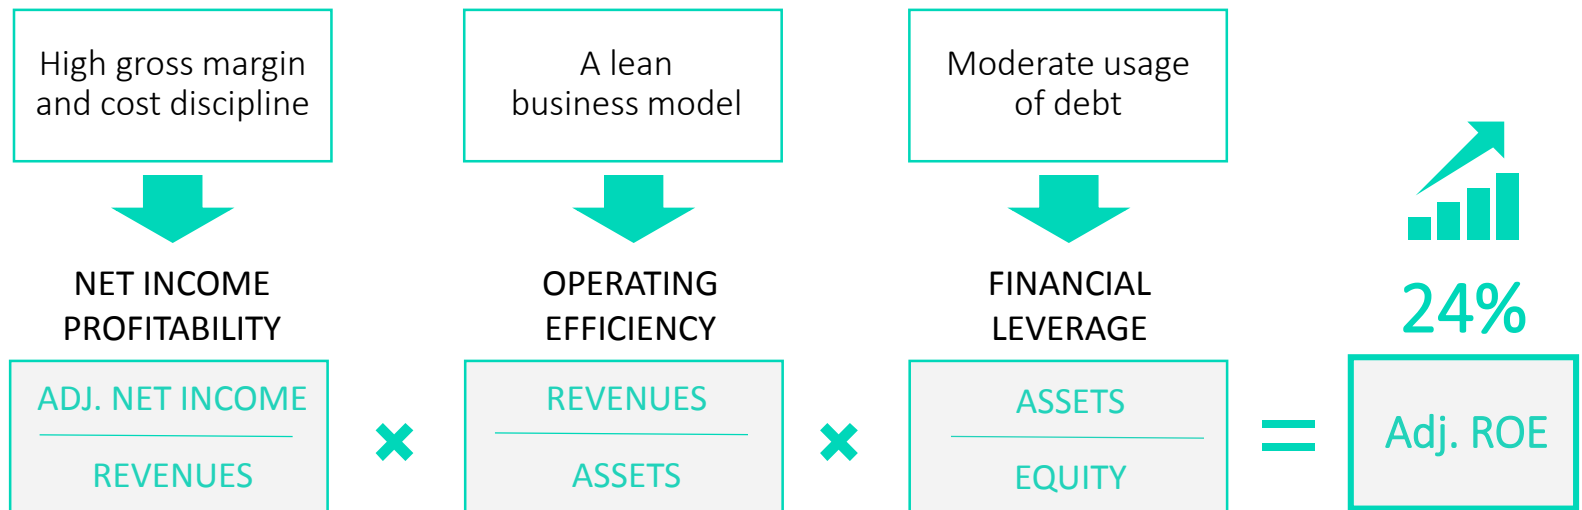 High gross margin
and cost discipline
A lean
business model
Moderate usage
of debt
NET INCOME
PROFITABILITY
OPERATING
EFFICIENCY
FINANCIAL
LEVERAGE
24%
ADJ. NET INCOME
REVENUES
×
REVENUES
ASSETS
×
ASSETS
EQUITY
=
Adj. ROE